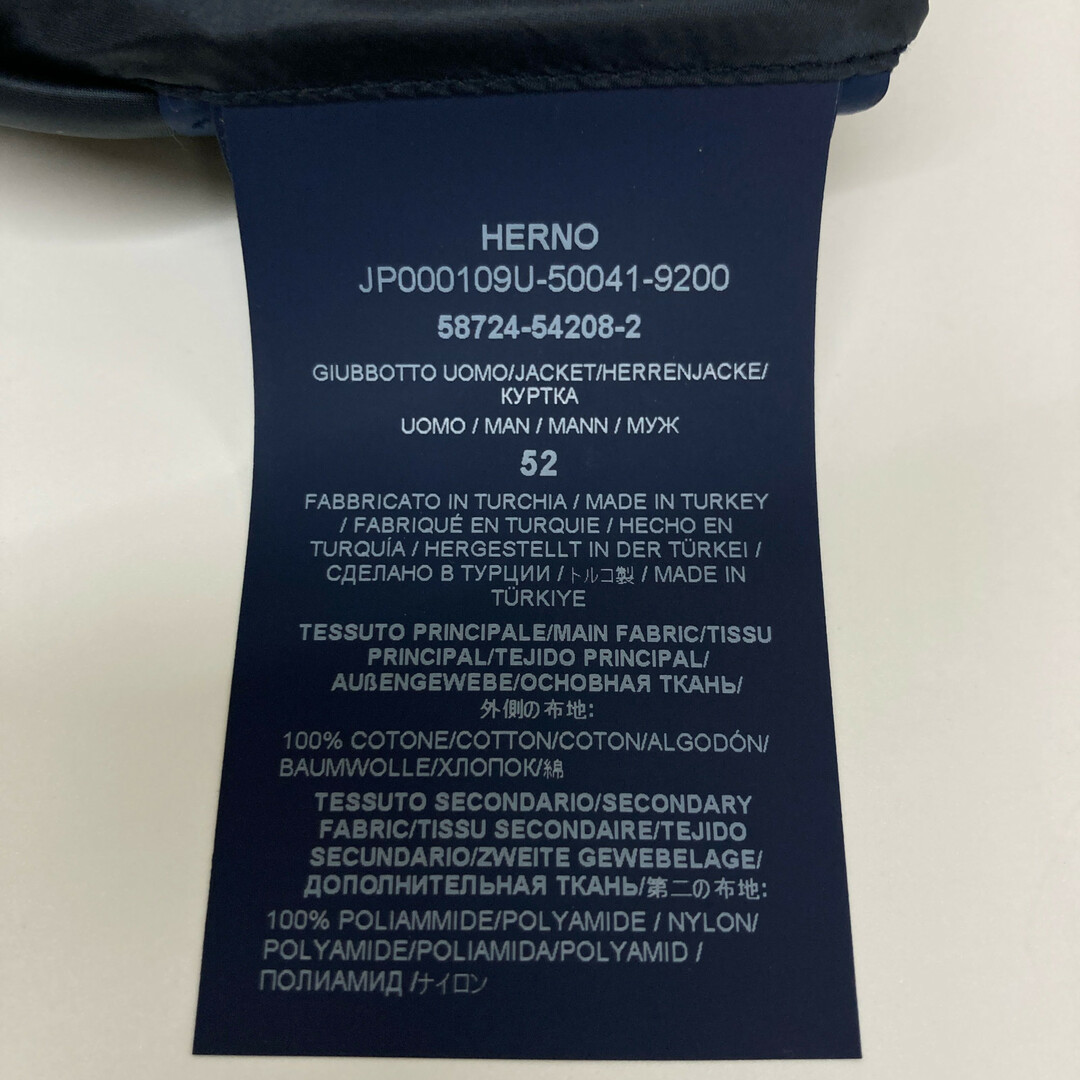 HERNO
JP000109U-50041-9200
58724-54208-2
GIUBBOTTO UOMO/JACKET/HERRENJACKE/
КУРТКА
UOMO / MAN / MANN / МУЖ
52
FABBRICATO IN TURCHIA / MADE IN TURKEY
/ FABRIQUÉ EN TURQUIE / HECHO EN
TURQUÍA / HERGESTELLT IN DER TÜRKEI /
СДЕЛАНО В ТУРЦИИ / トルコ製 / MADE IN
TÜRKIYE
TESSUTO PRINCIPALE/MAIN FABRIC/TISSU
PRINCIPAL/TEJIDO PRINCIPAL/
AUßENGEWEBE/ОСНОВНАЯ ТКАНЬ/
外側の布地:
100% COTONE/COTTON/COTON/ALGODÓN/
BAUMWOLLE/ХЛОПОК/綿
TESSUTO SECONDARIO/SECONDARY
FABRIC/TISSU SECONDAIRE/TEJIDO
SECUNDARIO/ZWEITE GEWEBELAGE/
ДОПОЛНИТЕЛЬНАЯ ТКАНЬ/第二の布地:
100% POLIAMMIDE/POLYAMIDE / NYLON/
POLYAMIDE/POLIAMIDA/POLYAMID /
ПОЛИАМИД /ナイロン